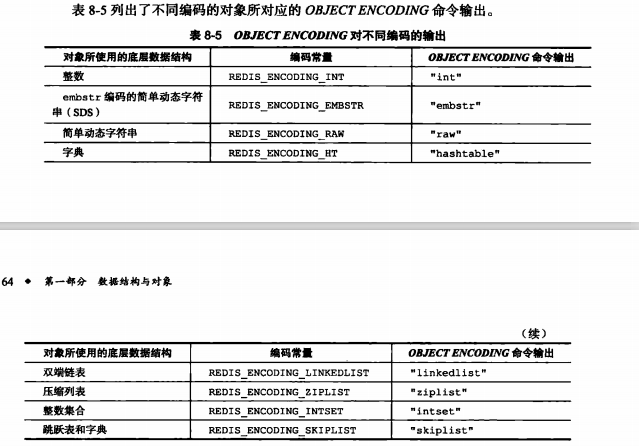 表 8-5 列出了不同编码的对象所对应的 OBJECT ENCODING 命令输出。
表 8-5 OBJECT ENCODING 对不同编码的输出
对象所使用的底层数据结构 编码常量 OBJECT ENCODING 命令输出
整数 REDIS_ENCODING_INT "int"
embstr 编码的简单动态字符
串（SDS） REDIS_ENCODING_EMBSTR "embstr"
简单动态字符串 REDIS_ENCODING_RAW "raw"
字典 REDIS_ENCODING_HT "hashtable"
64 ◆ 第一部分 数据结构与对象
（续）
对象所使用的底层数据结构 编码常量 OBJECT ENCODING 命令输出
双端链表 REDIS_ENCODING_LINKEDLIST "linkedlist"
压缩列表 REDIS_ENCODING_ZIPLIST "ziplist"
整数集合 REDIS_ENCODING_INTSET "intset"
跳跃表和字典 REDIS_ENCODING_SKIPLIST "skiplist"